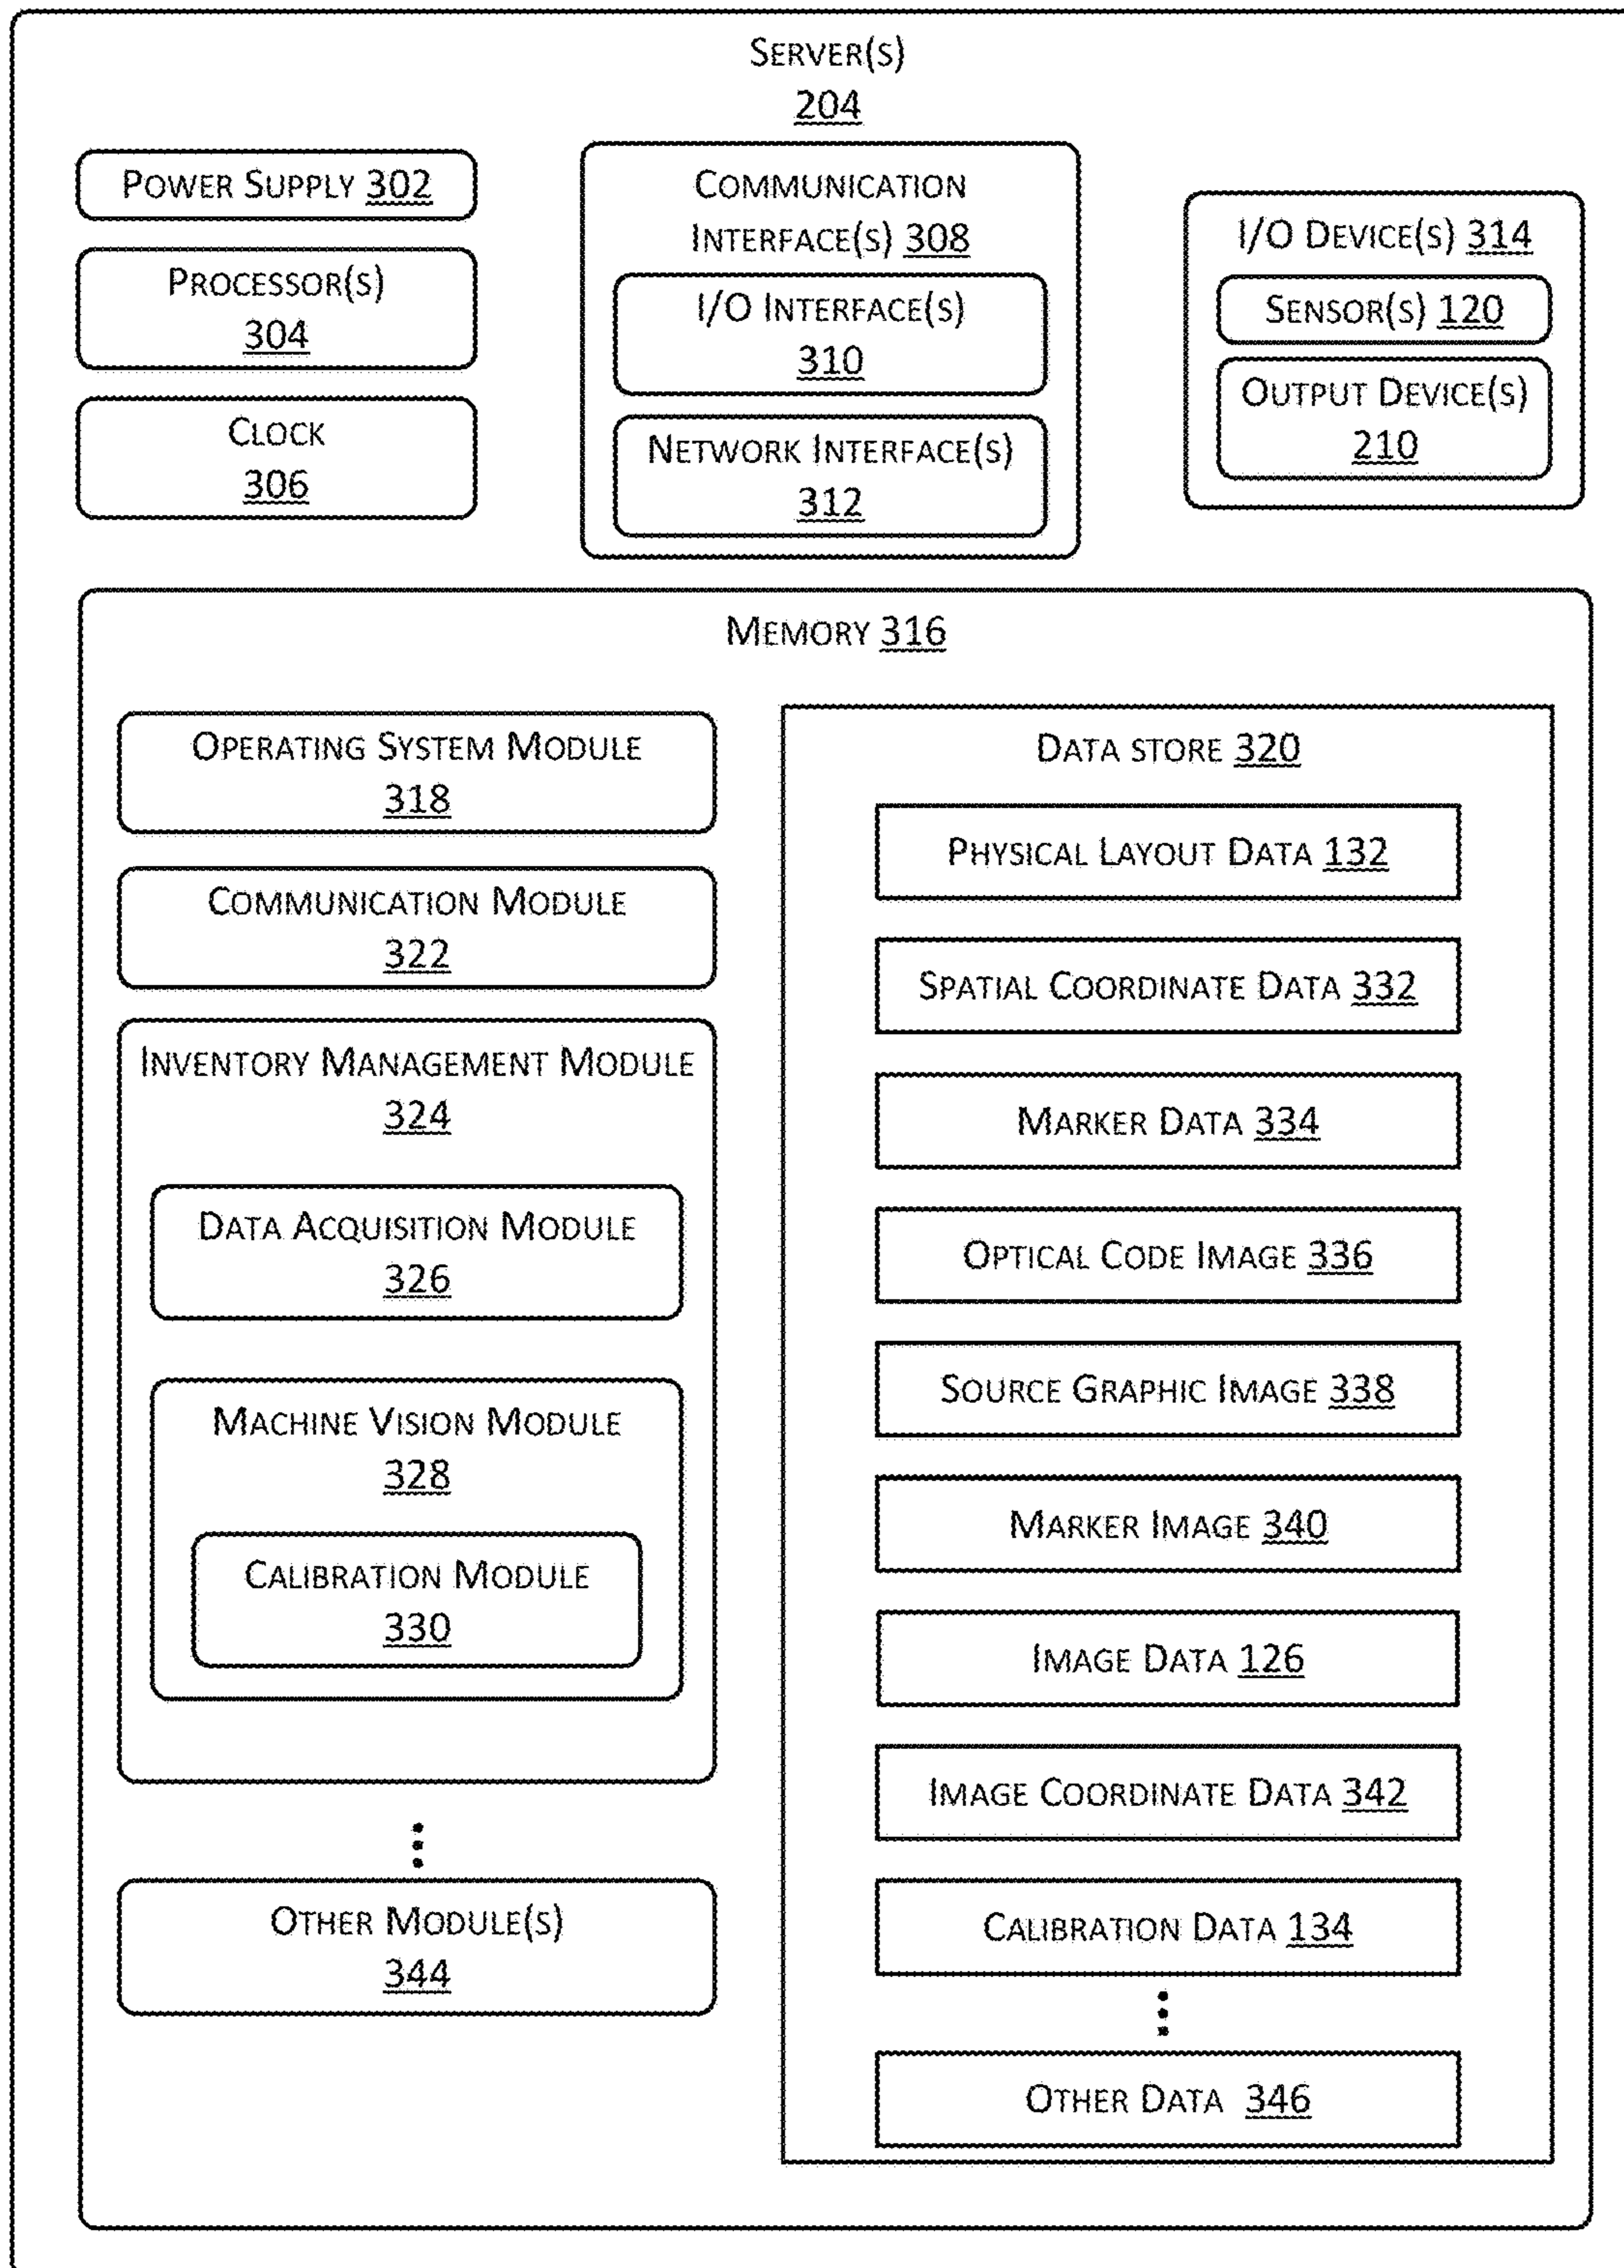 SERVER(S)
204
POWER SUPPLY 302
PROCESSOR(S)
304
CLOCK
306
COMMUNICATION
INTERFACE(S) 308
I/O INTERFACE(S)
310
NETWORK INTERFACE(S)
312
I/O DEVICE(S) 314
SENSOR(S) 120
OUTPUT DEVICE(S)
210
MEMORY 316
OPERATING SYSTEM MODULE
318
COMMUNICATION MODULE
322
INVENTORY MANAGEMENT MODULE
324
DATA ACQUISITION MODULE
326
MACHINE VISION MODULE
328
CALIBRATION MODULE
330
OTHER MODULE(S)
344
DATA STORE 320
PHYSICAL LAYOUT DATA 132
SPATIAL COORDINATE DATA 332
MARKER DATA 334
OPTICAL CODE IMAGE 336
SOURCE GRAPHIC IMAGE 338
MARKER IMAGE 340
IMAGE DATA 126
IMAGE COORDINATE DATA 342
CALIBRATION DATA 134
OTHER DATA 346